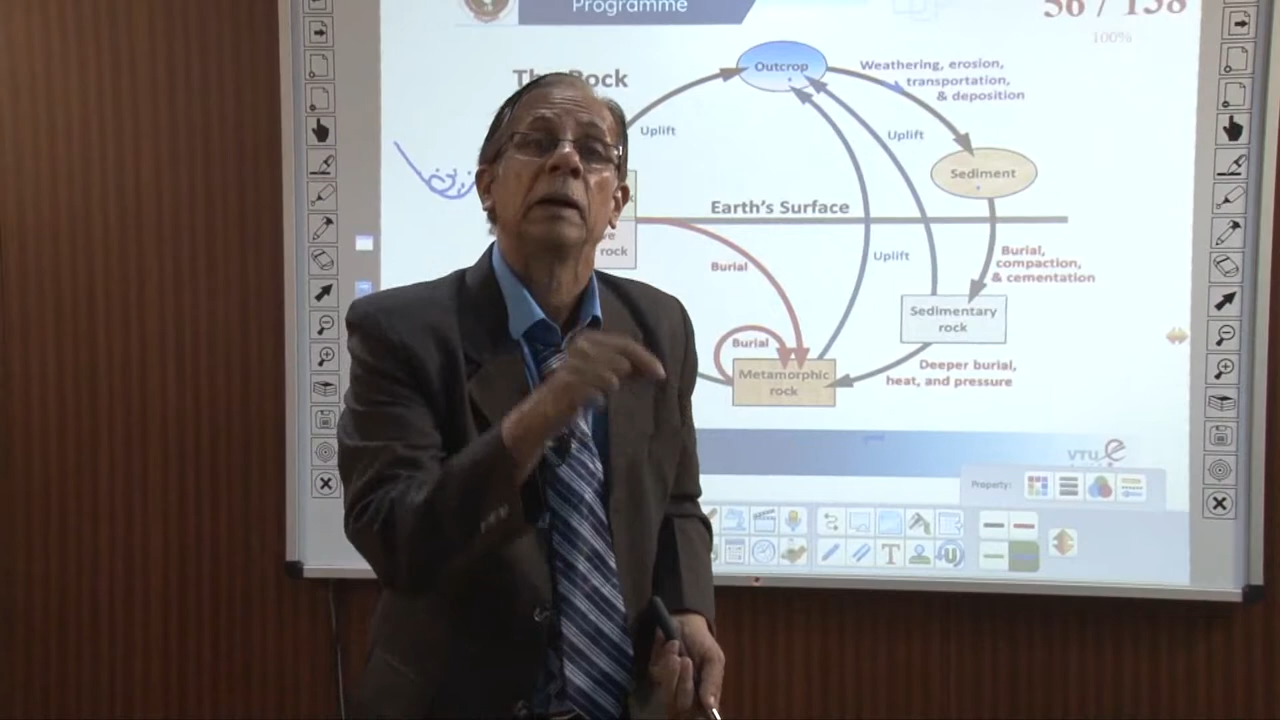 Programme
56 / 138
100%
The Rock
Outcrop
Weathering, erosion,
transportation,
& deposition
Uplift
Uplift
Sediment
Earth's Surface
rock
Burial
Uplift
Burial,
compaction,
& cementation
Sedimentary
rock
Burial
Metamorphic
rock
Deeper burial,
heat, and pressure
VTU e
Property:
T